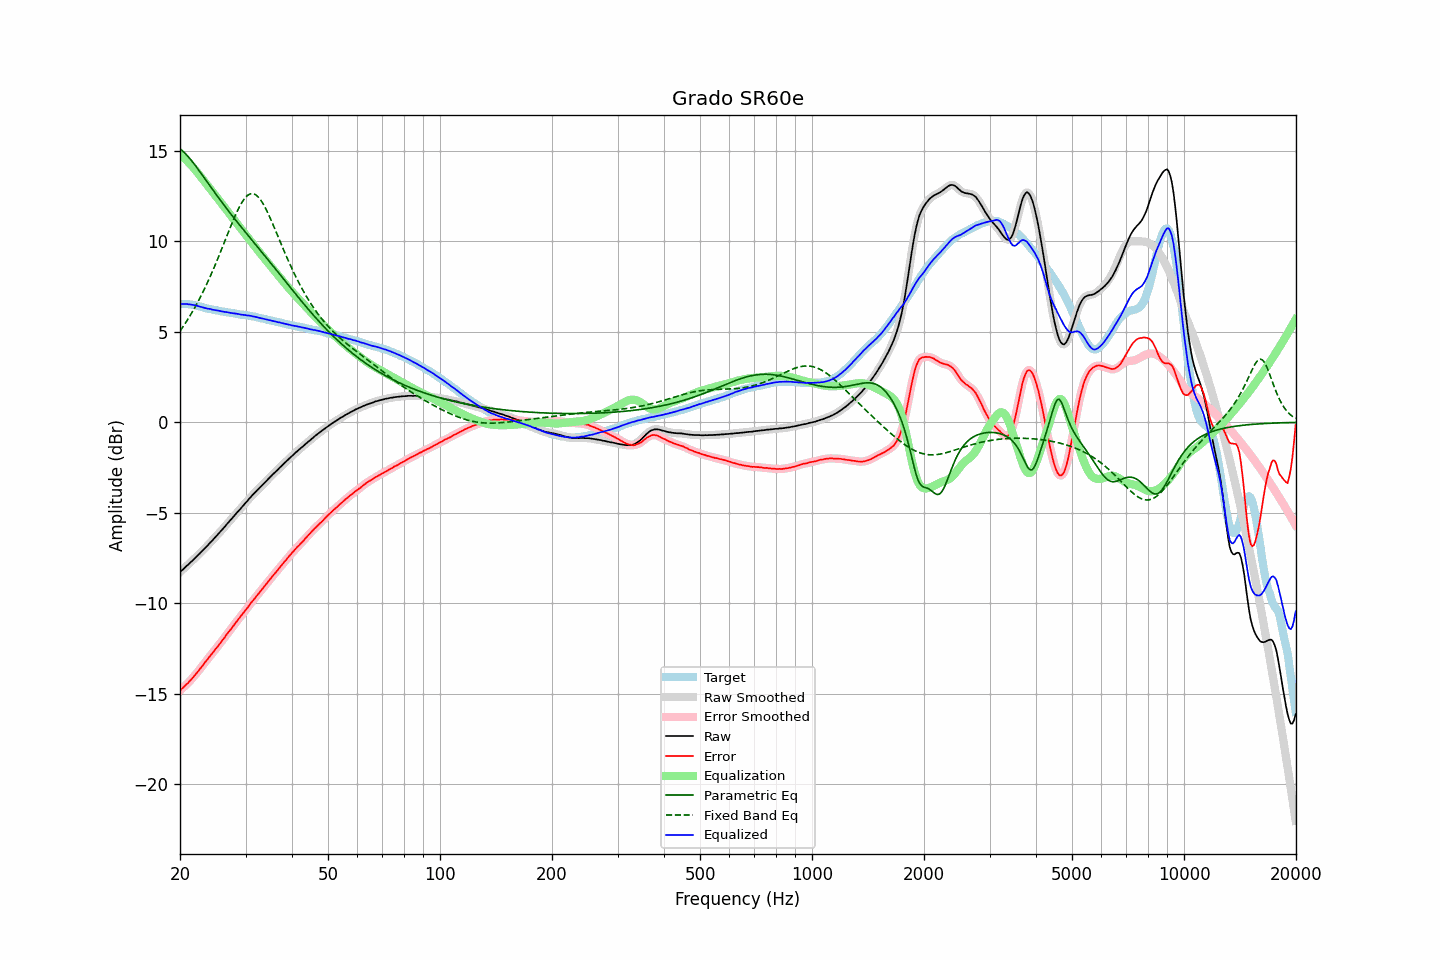 Grado SR60e
Amplitude (dBr)
15
10
5
0
−5
−10
−15
−20
Target
Raw Smoothed
Error Smoothed
Raw
Error
Equalization
Parametric Eq
Fixed Band Eq
Equalized
20 50 100 200 500 1000 2000 5000 10000 20000
Frequency (Hz)